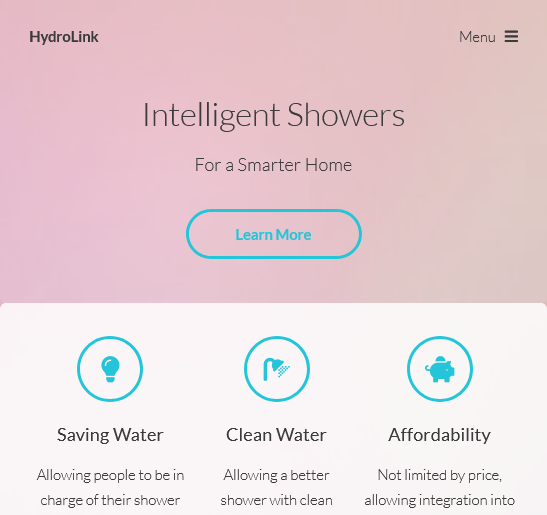 HydroLink
Menu
Intelligent Showers
For a Smarter Home
Learn More
Saving Water
Clean Water
Affordability
Allowing people to be in
charge of their shower
Allowing a better
shower with clean
Not limited by price,
allowing integration into